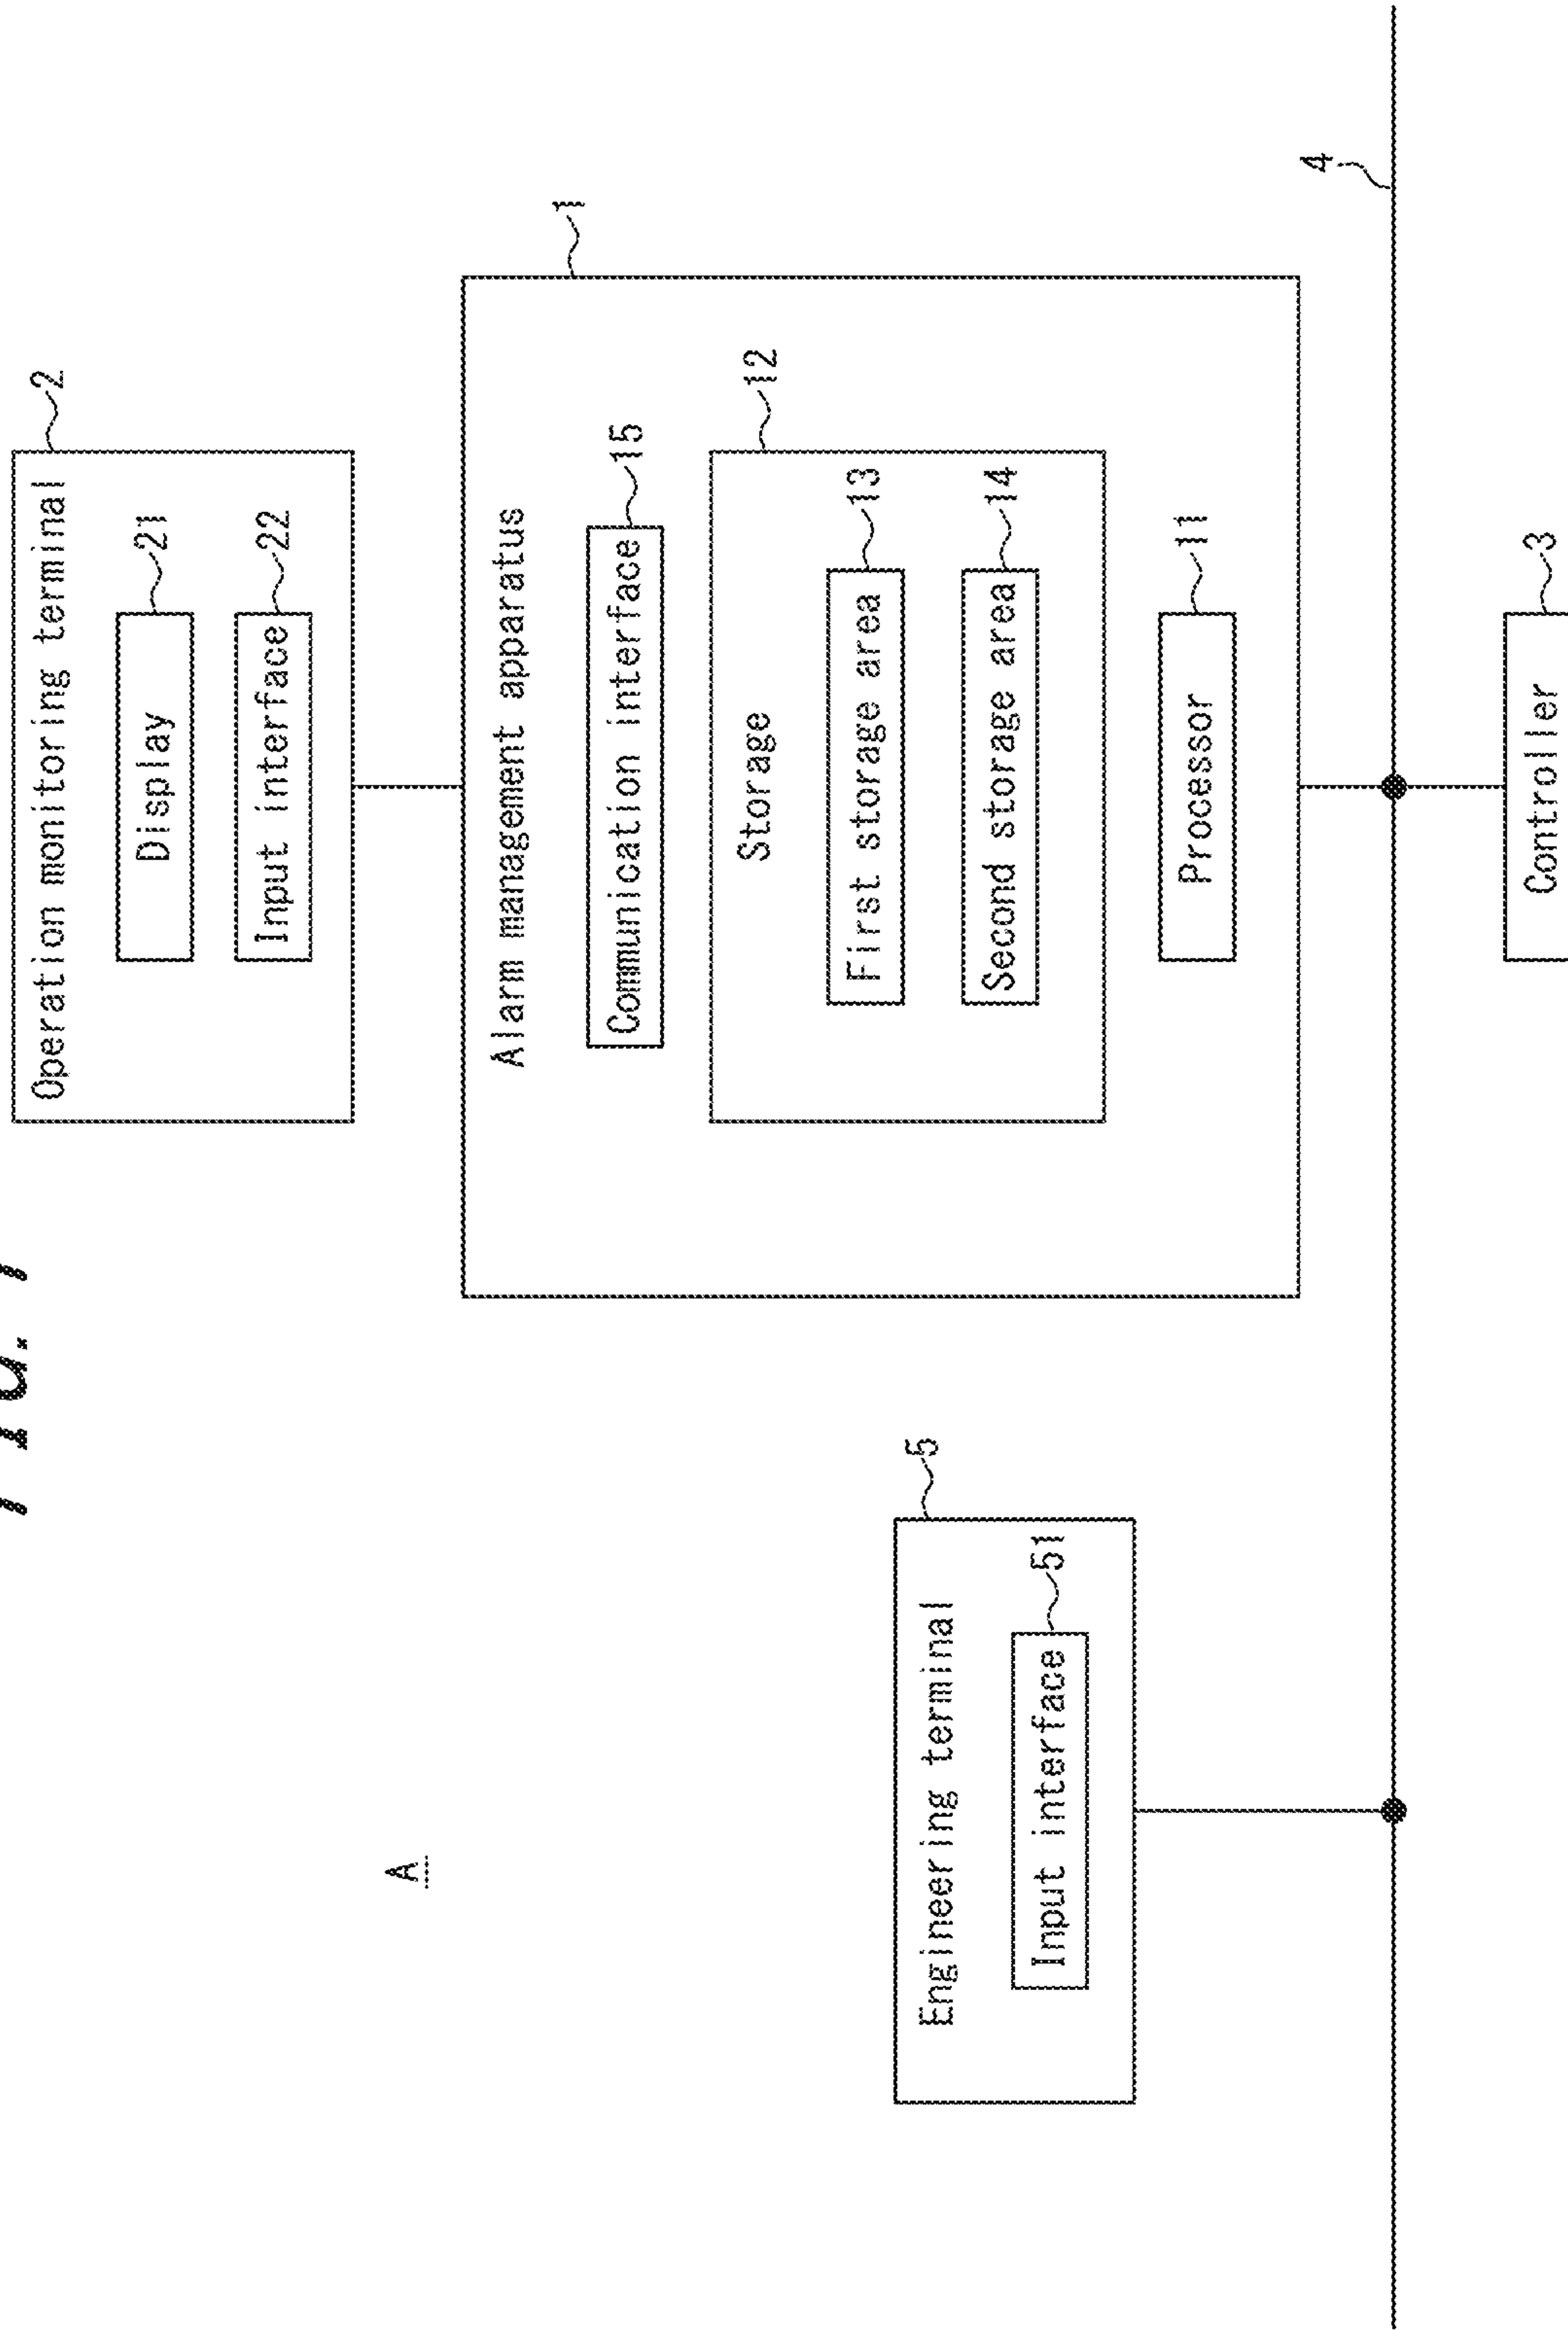 FIG. 1
A
Operation monitoring terminal
2
Display
21
Input interface
22
Alarm management apparatus
1
Communication interface
15
Storage
12
First storage area
13
Second storage area
14
Processor
11
Engineering terminal
5
Input interface
51
4
Controller
3